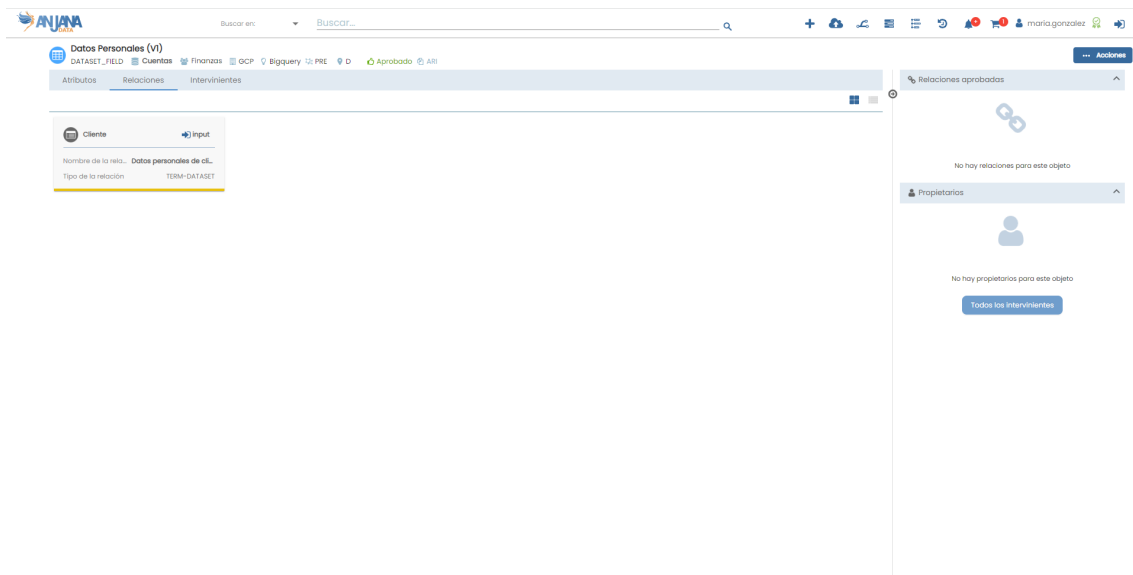 ANJANA
DATA
Buscar en:
Buscar...
4
1
maria.gonzalez
Datos Personales (V1)
DATASET_FIELD Cuentas Finanzas GCP Bigquery PRE D Aprobado ARI
... Acciones
Atributos Relaciones Intervinientes
Cliente input
Nombre de la rela... Datos personales de cli...
Tipo de la relación TERM-DATASET
Relaciones aprobadas
No hay relaciones para este objeto
Propietarios
No hay propietarios para este objeto
Todos los intervinientes